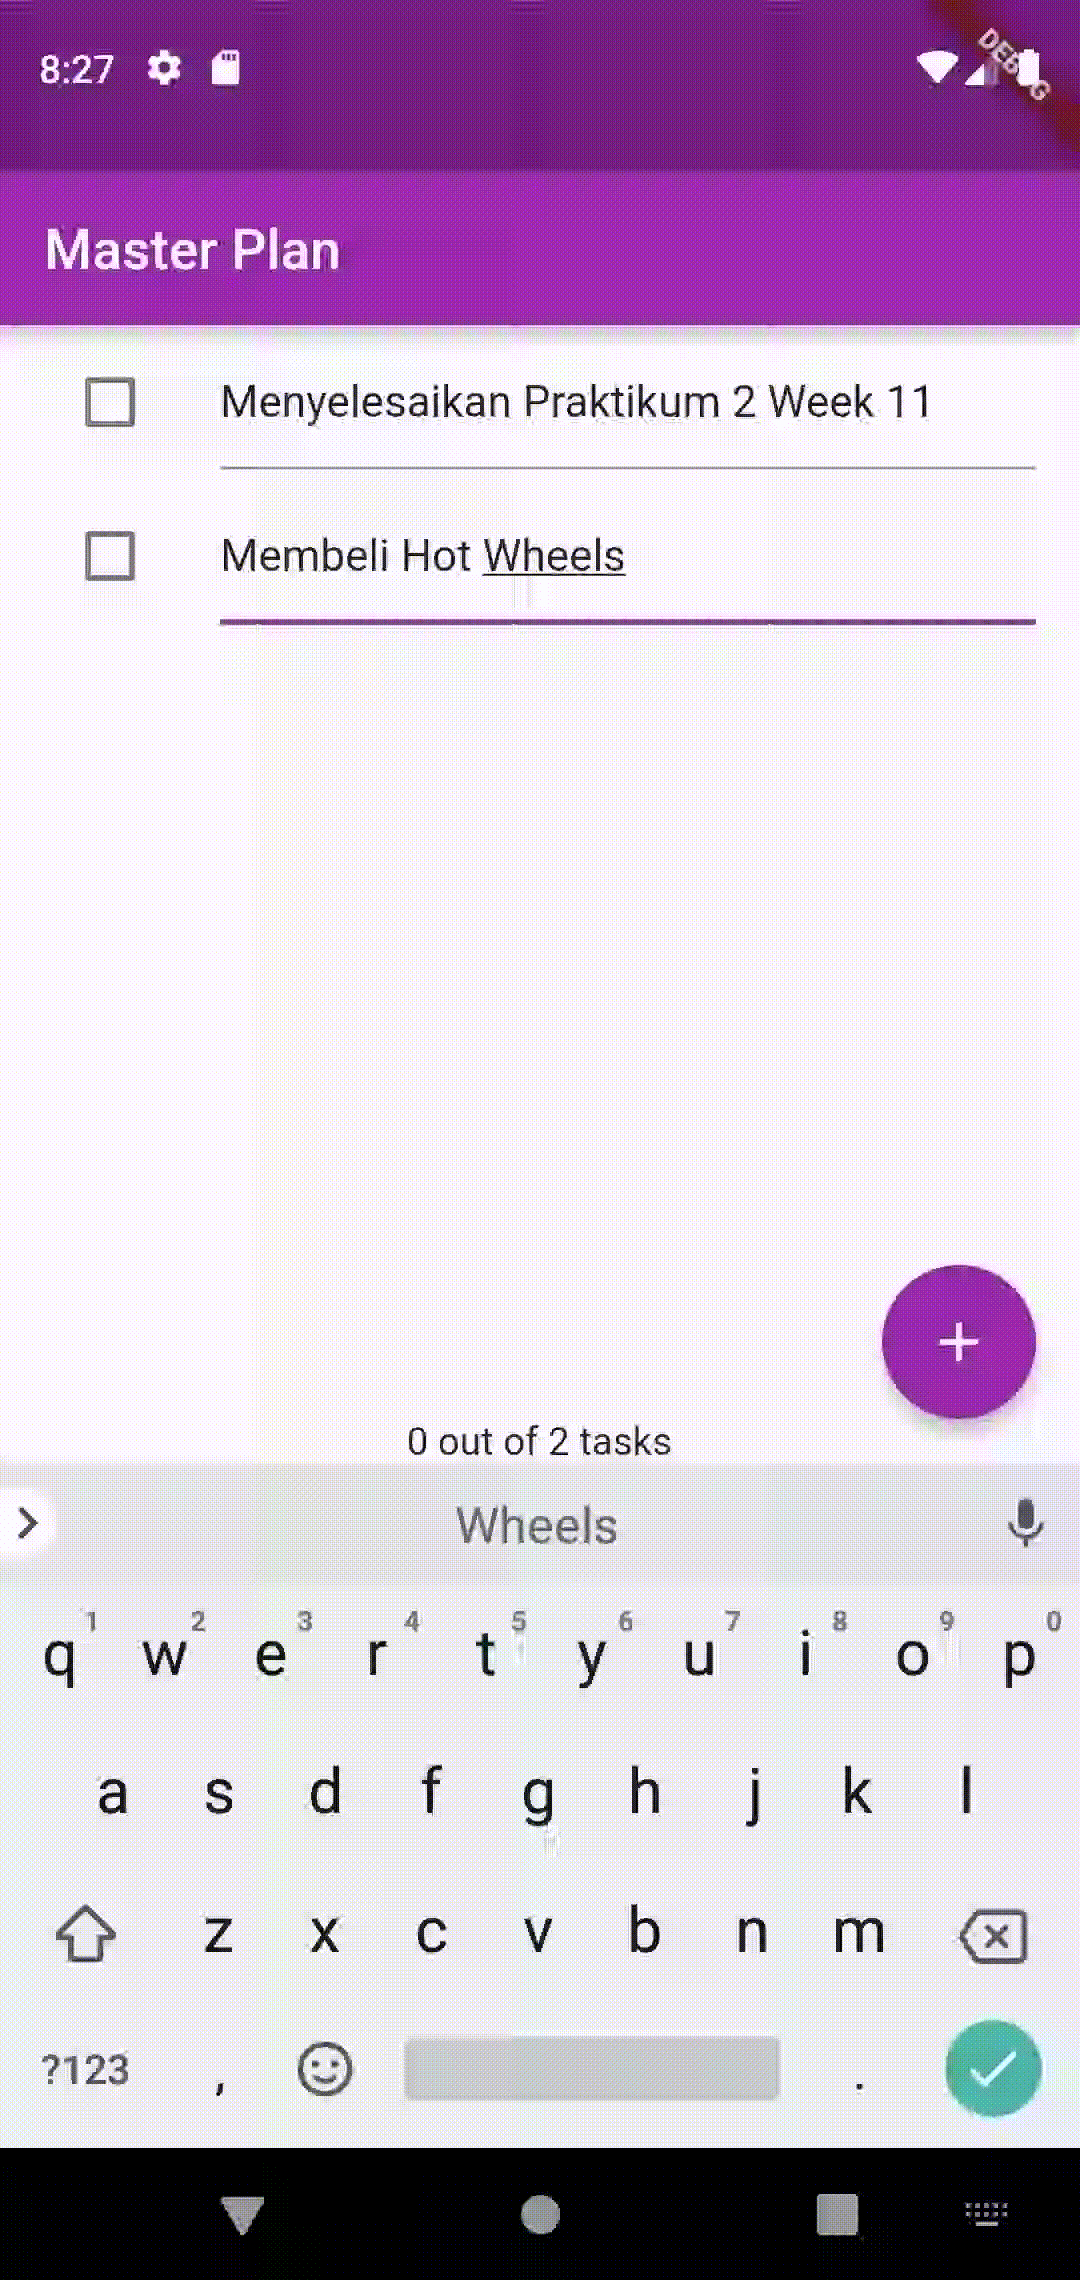 8:27
DEBUG
Master Plan
Menyelesaikan Praktikum 2 Week 11
Membeli Hot Wheels
0 out of 2 tasks
Wheels
1 2 3 4 5 6 7 8 9 0
q w e r t y u i o p
a s d f g h j k l
z x c v b n m
?123 , .